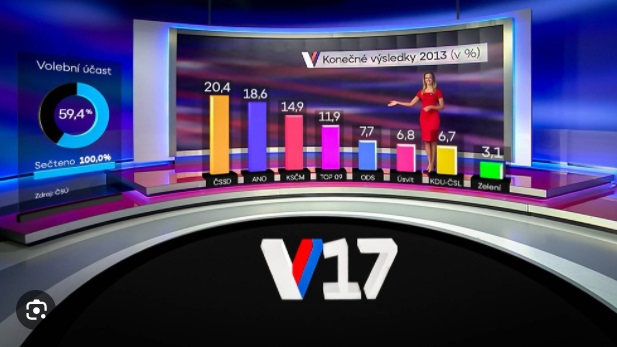 Volební účast
59,4%
Sečteno 100,0%
Zdroj: ČSÚ
Konečné výsledky 2013 (v %)
20,4
18,6
14,9
11,9
7,7
6,8
6,7
3,1
ČSSD
ANO
KSČM
TOP 09
ODS
Úsvit
KDU-ČSL
Zelení
V17